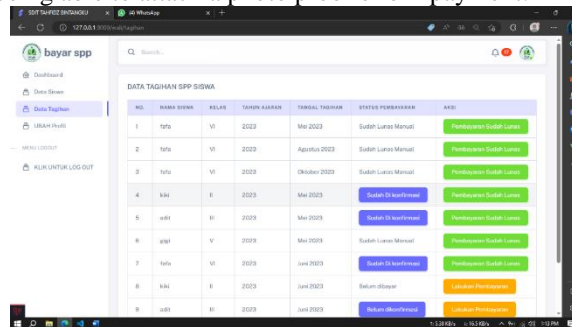 SDIT TAHFIZZ BINTANGKU
WhatsApp
127.0.0.1
bayar spp
Search...
Dashboard
Data Siswa
Data Tagihan
UBAH Profil
MENU LOGOUT
KLIK UNTUK LOG OUT
DATA TAGIHAN SPP SISWA
NO. NAMA SISWA KELAS TAHUN AJARAN TANGGAL TAGIHAN STATUS PEMBAYARAN AKSI
1 fafa VI 2023 Mei 2023 Sudah Lunas Manual Pembayaran Sudah Lunas
2 fafa VI 2023 Agustus 2023 Sudah Lunas Manual Pembayaran Sudah Lunas
3 fafa VI 2023 Oktober 2023 Sudah Lunas Manual Pembayaran Sudah Lunas
4 kiki II 2023 Mei 2023 Sudah Di konfirmasi Pembayaran Sudah Lunas
5 adit III 2023 Mei 2023 Sudah Lunas Manual Pembayaran Sudah Lunas
6 gigi V 2023 Mei 2023 Sudah Lunas Manual Pembayaran Sudah Lunas
7 fafa VI 2023 Juni 2023 Sudah Di konfirmasi Pembayaran Sudah Lunas
8 kiki II 2023 Juni 2023 Belum dibayar Lakukan Pembayaran
9 adit III 2023 Juni 2023 Belum dikonfirmasi Lakukan Pembayaran
1:13 PM